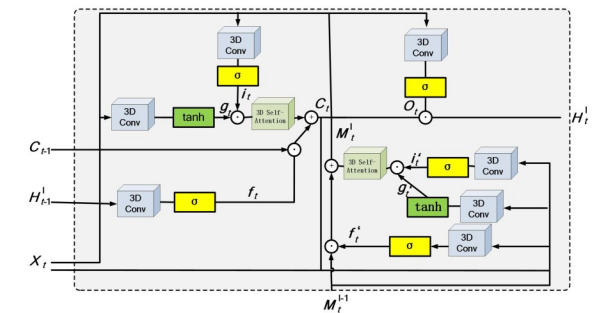 3D
Conv
3D
Conv
σ
σ
i_t
O_t
3D
Conv
tanh
g_t
3D Self-
Attention
C_t
H_t^l
C_{t-1}
M_t^l
3D Self-
Attention
i_t‘
σ
3D
Conv
g_t‘
tanh
3D
Conv
H_{t-1}^l
3D
Conv
σ
f_t
f_t‘
σ
3D
Conv
X_t
M_t^{l-1}